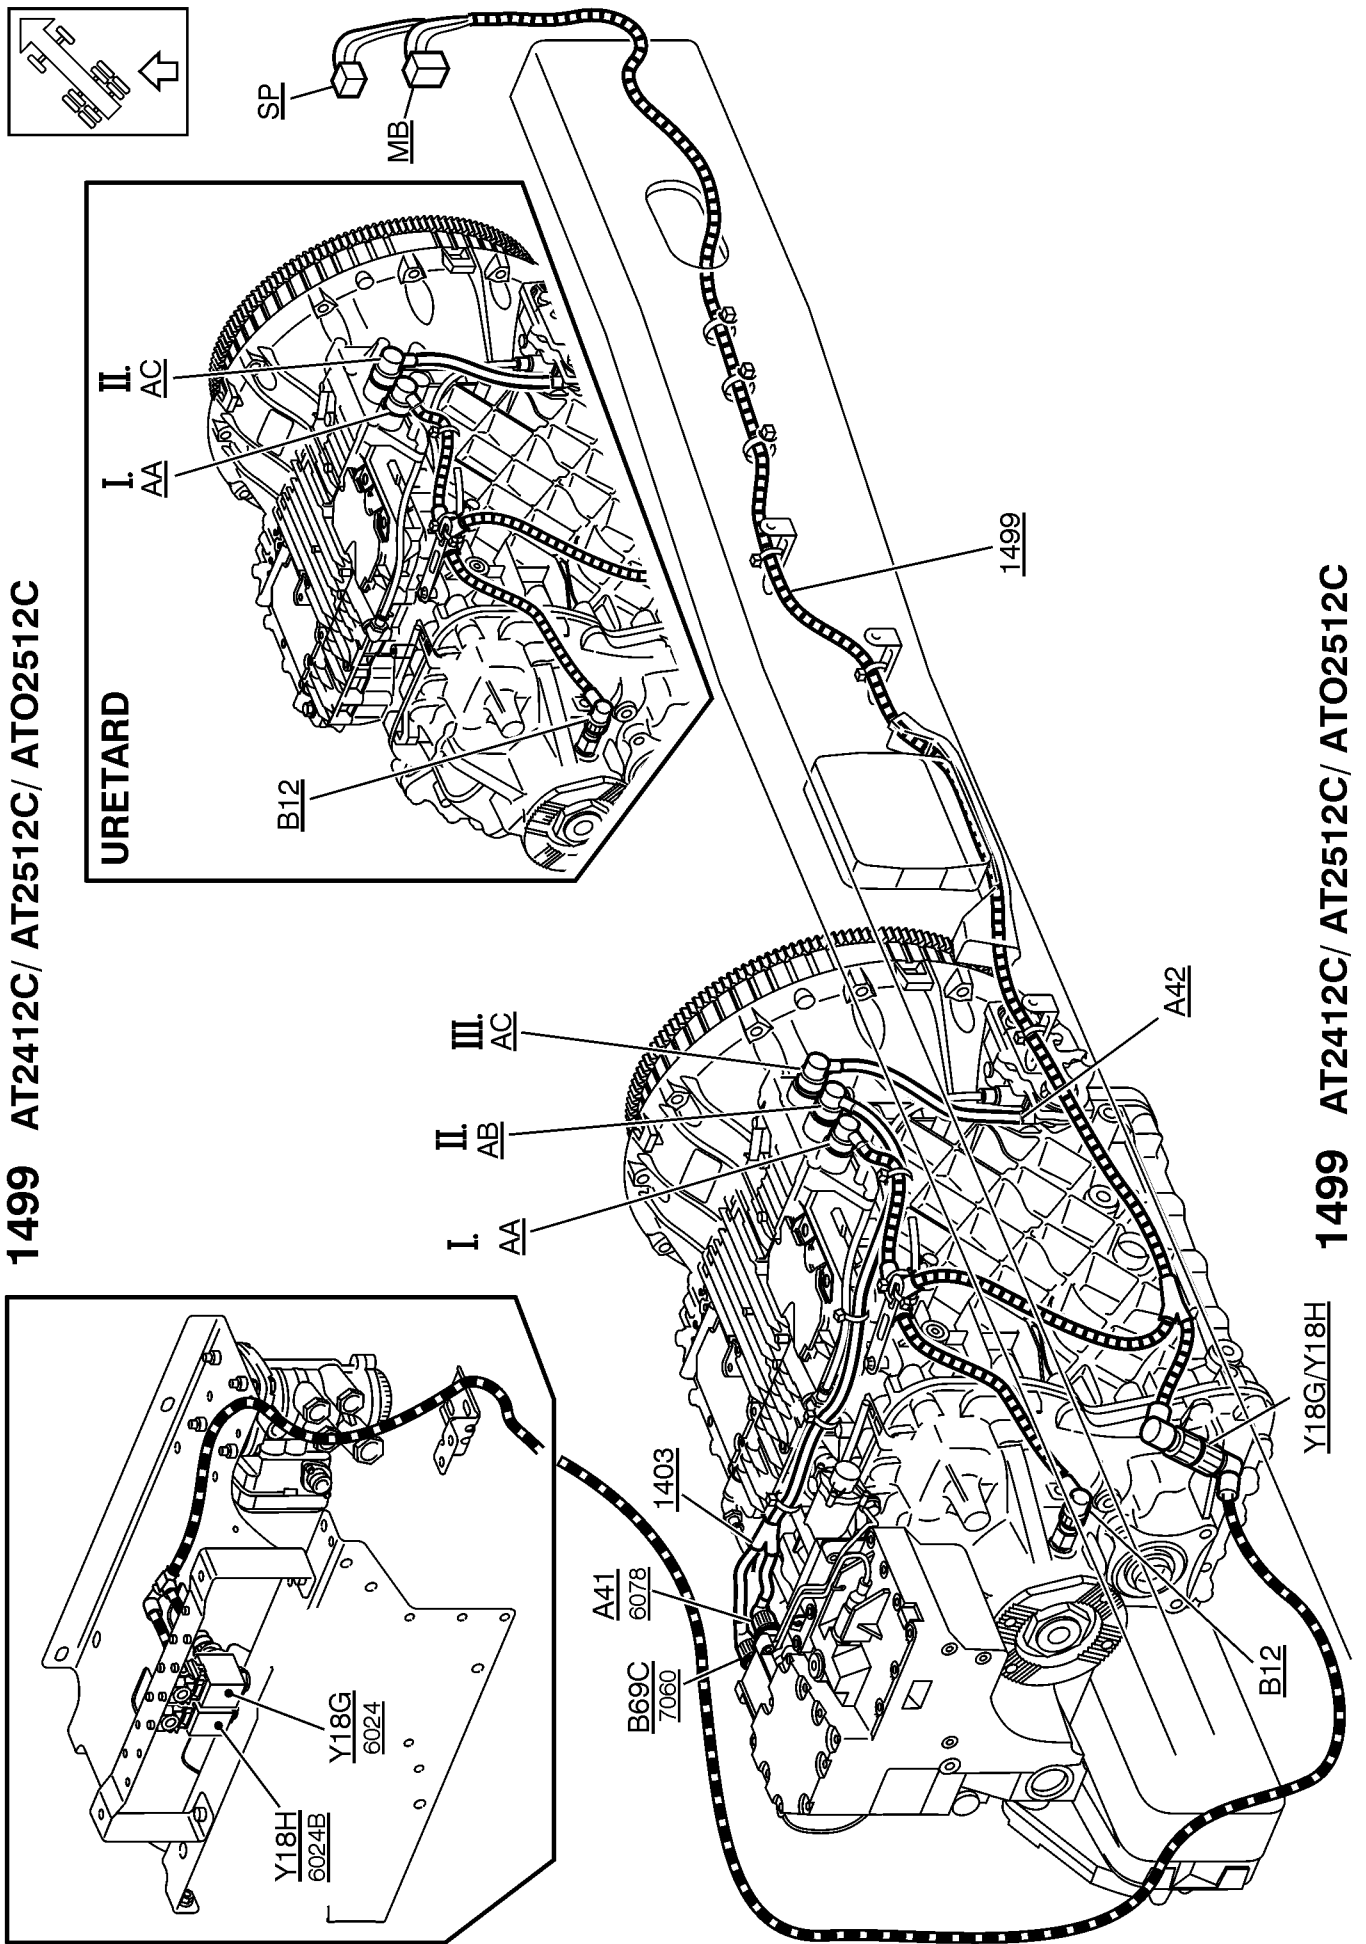 1499 AT2412C/ AT2512C/ ATO2512C
Y18H
6024B
Y18G
6024
URETARD
B12
I.
AA
II.
AC
SP
MB
B69C
7060
A41
6078
1403
I.
AA
II.
AB
III.
AC
1499
A42
B12
Y18G/Y18H
1499 AT2412C/ AT2512C/ ATO2512C